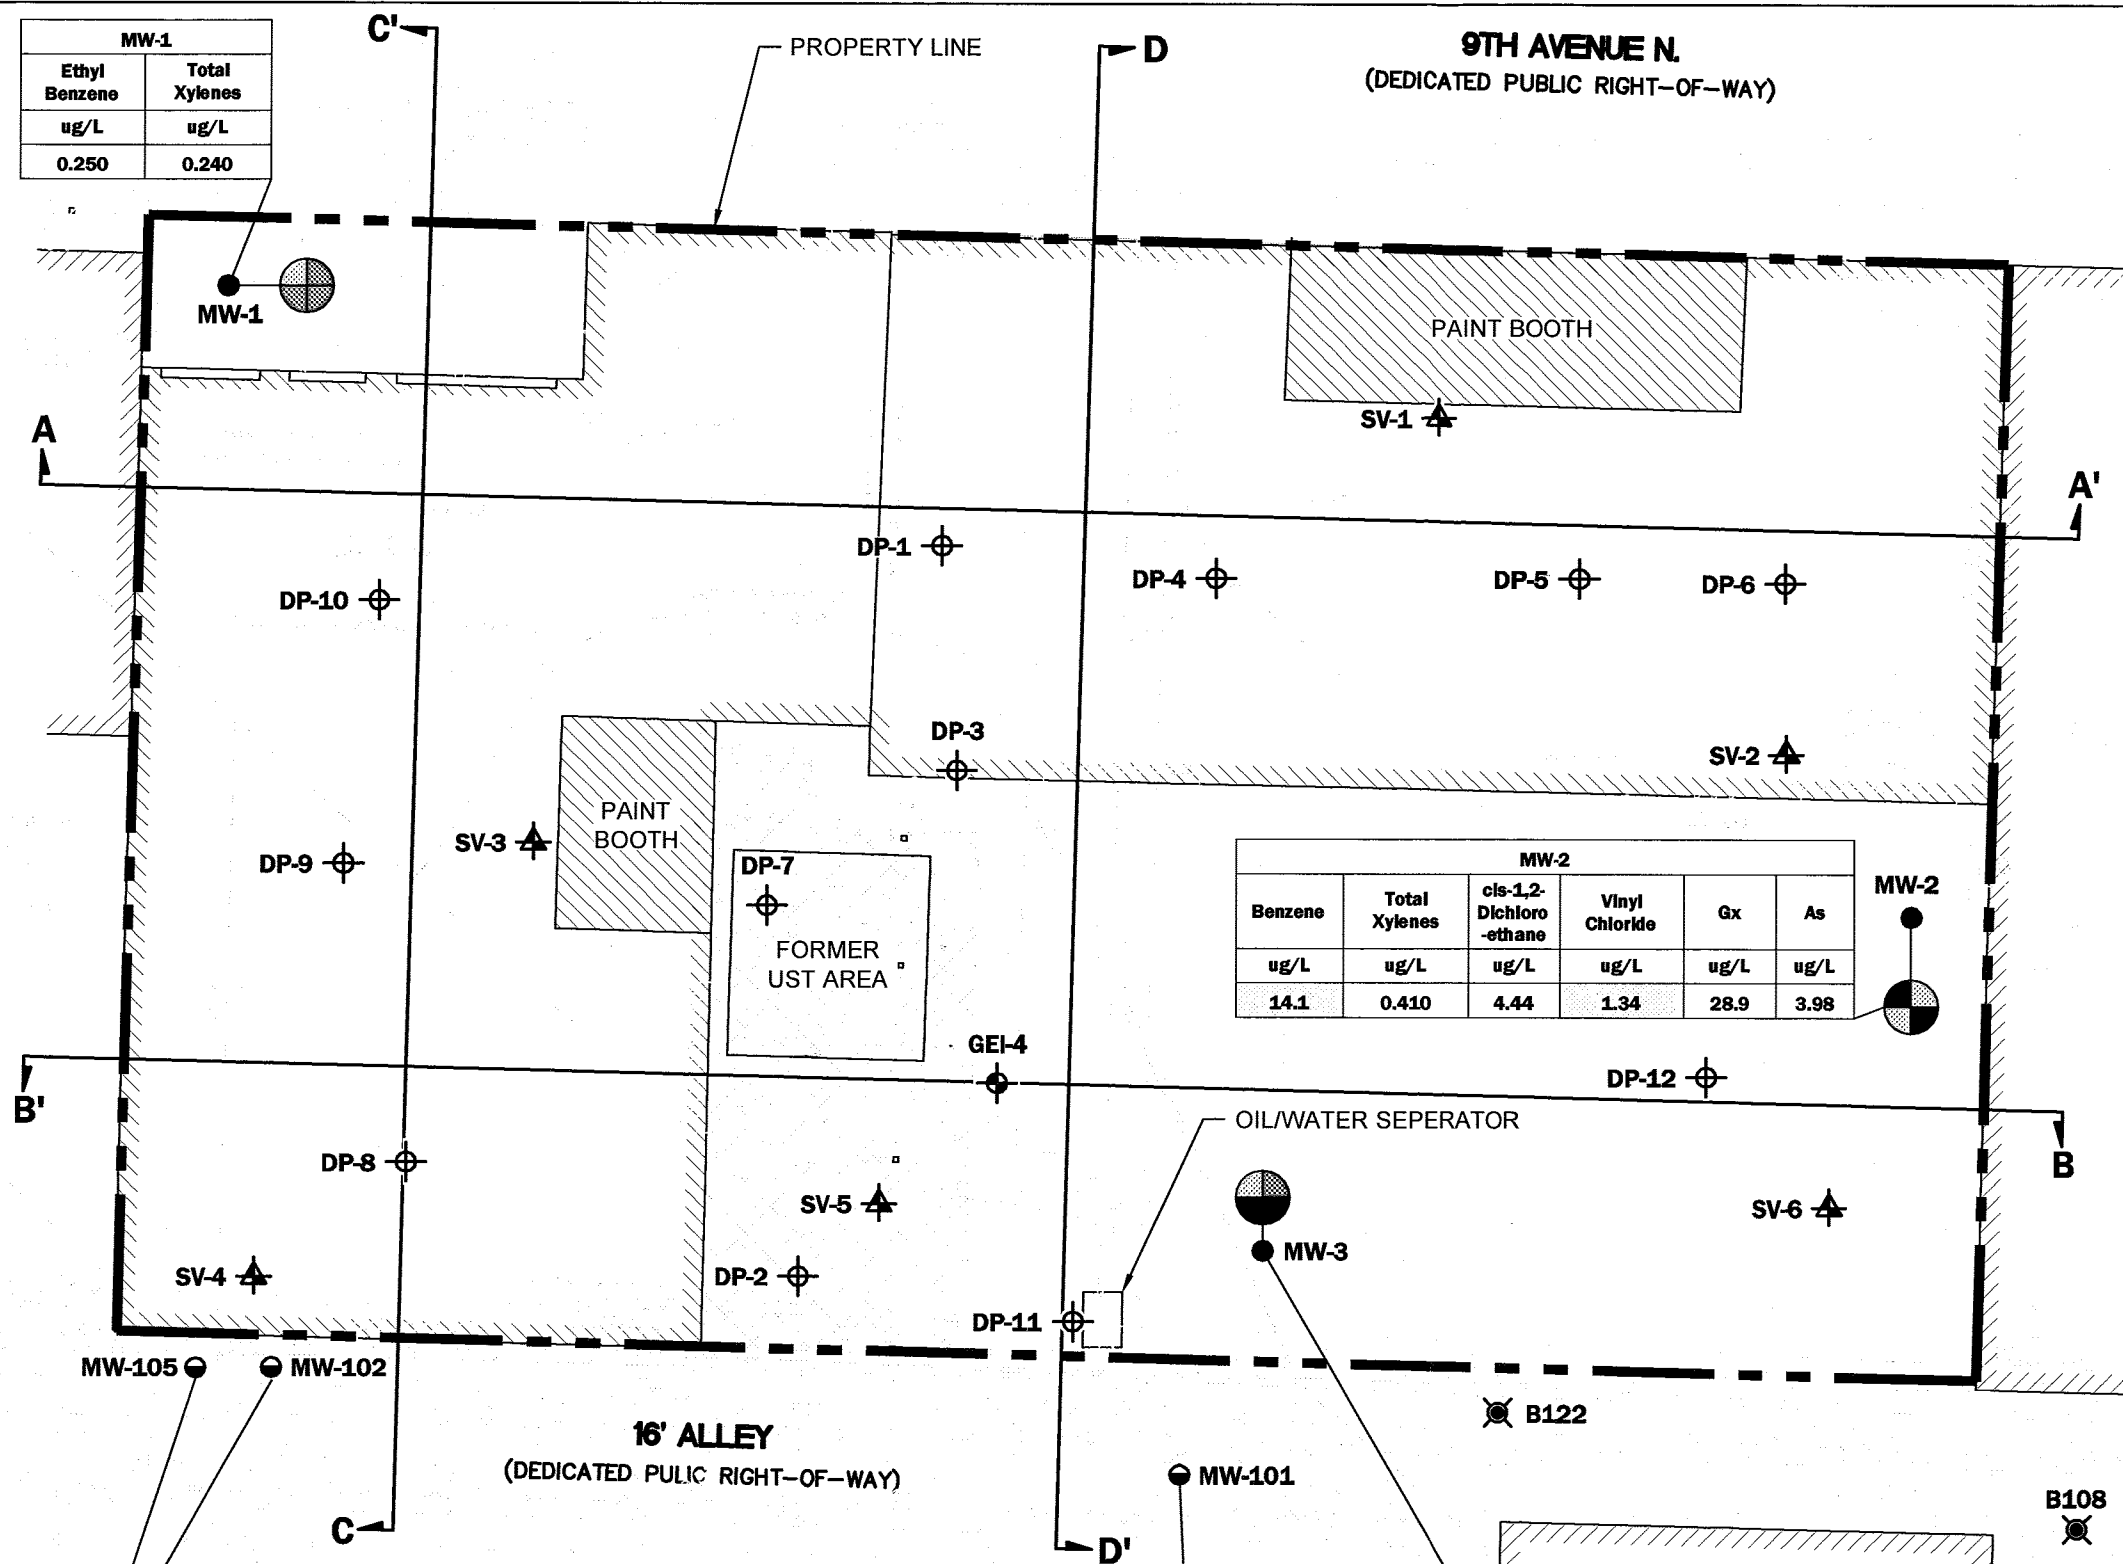 MW-1
Ethyl Benzene Total Xylenes
ug/L ug/L
0.250 0.240
C'
PROPERTY LINE
D
9TH AVENUE N.
(DEDICATED PUBLIC RIGHT-OF-WAY)
MW-1
PAINT BOOTH
SV-1
A
A'
DP-1
DP-4
DP-5
DP-6
DP-10
DP-3
SV-2
PAINT
BOOTH
SV-3
DP-9
DP-7
FORMER
UST AREA
MW-2
Benzene Total Xylenes cis-1,2-Dichloro-ethane Vinyl Chloride Gx As
ug/L ug/L ug/L ug/L ug/L ug/L
14.1 0.410 4.44 1.34 28.9 3.98
MW-2
GEI-4
DP-12
B'
OIL/WATER SEPERATOR
B
DP-8
SV-5
SV-6
MW-3
SV-4
DP-2
DP-11
MW-105
MW-102
16' ALLEY
(DEDICATED PULIC RIGHT-OF-WAY)
B122
MW-101
B108
C
D'